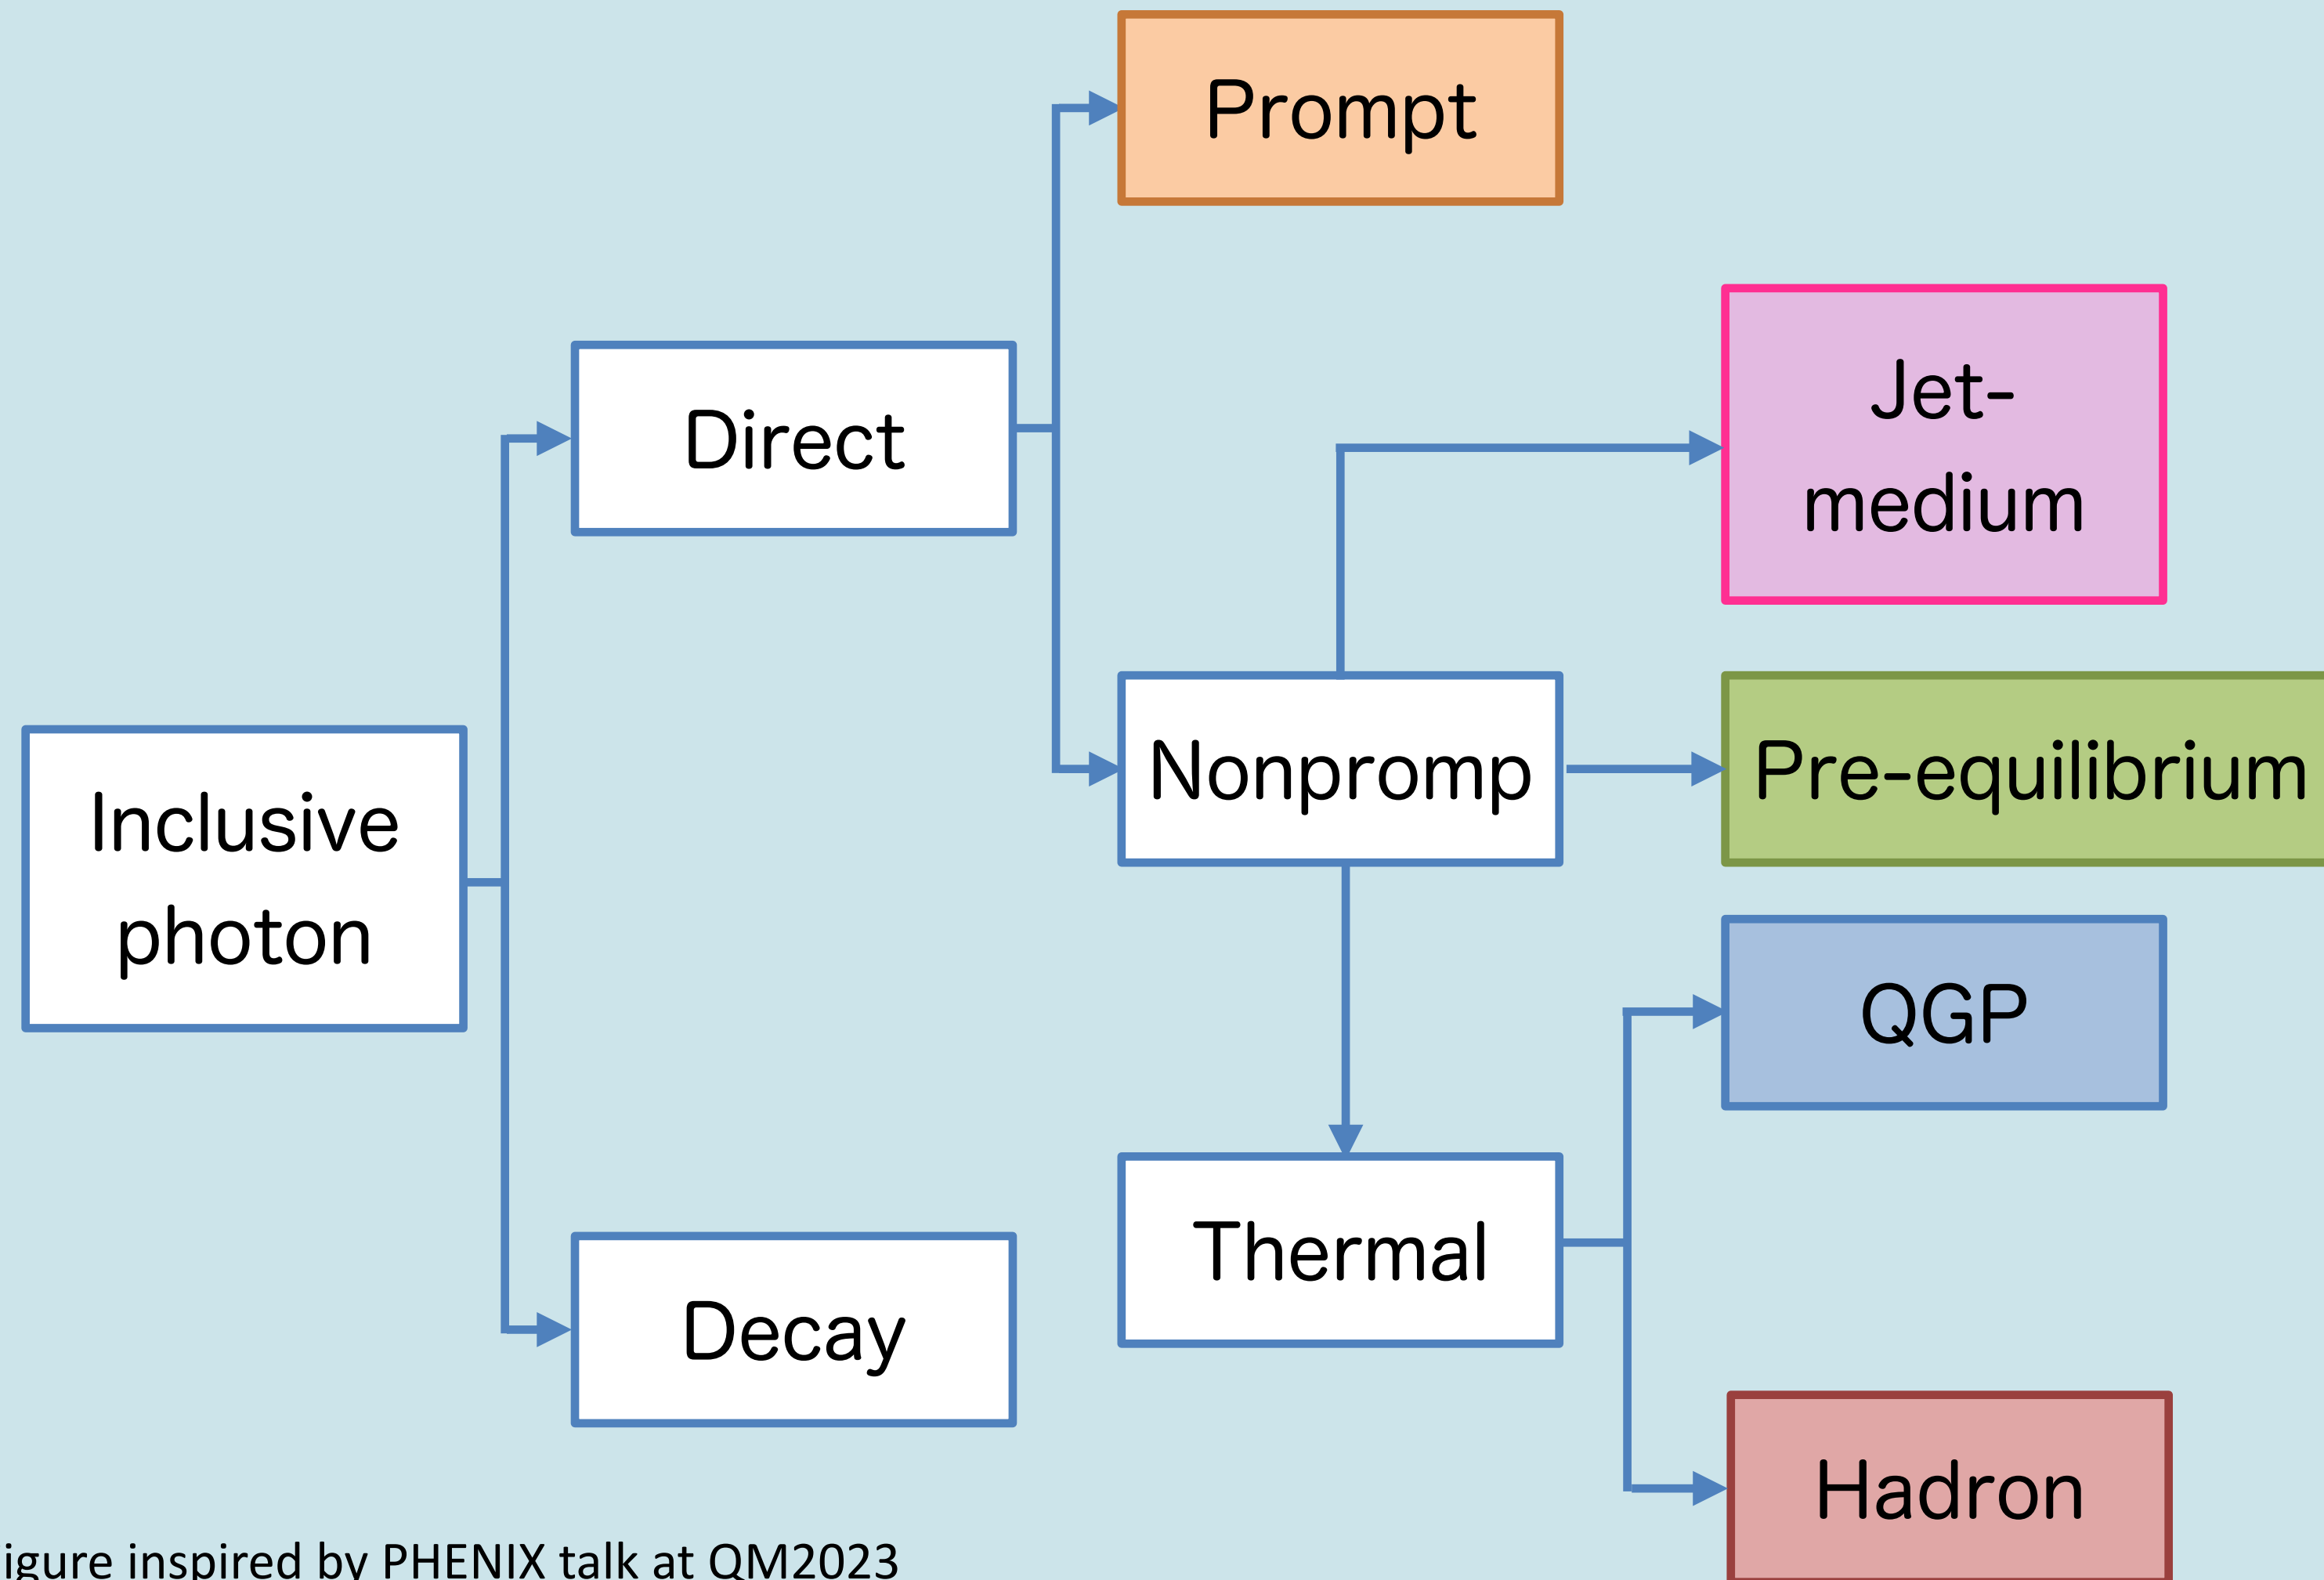 Prompt
Jet-
medium
Direct
Nonpromp
Pre-equilibrium
Inclusive
photon
QGP
Thermal
Decay
Hadron
igure inspired by PHENIX talk at QM2023